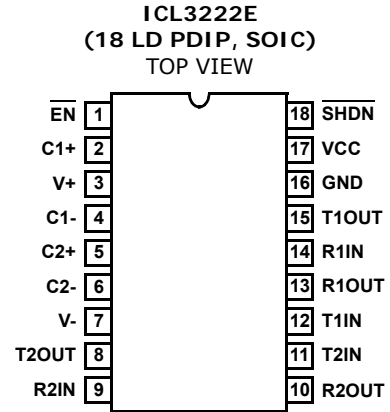 ICL3222E
(18 LD PDIP, SOIC)
TOP VIEW
EN 1 18 SHDN
C1+ 2 17 VCC
V+ 3 16 GND
C1- 4 15 T1OUT
C2+ 5 14 R1IN
C2- 6 13 R1OUT
V- 7 12 T1IN
T2OUT 8 11 T2IN
R2IN 9 10 R2OUT